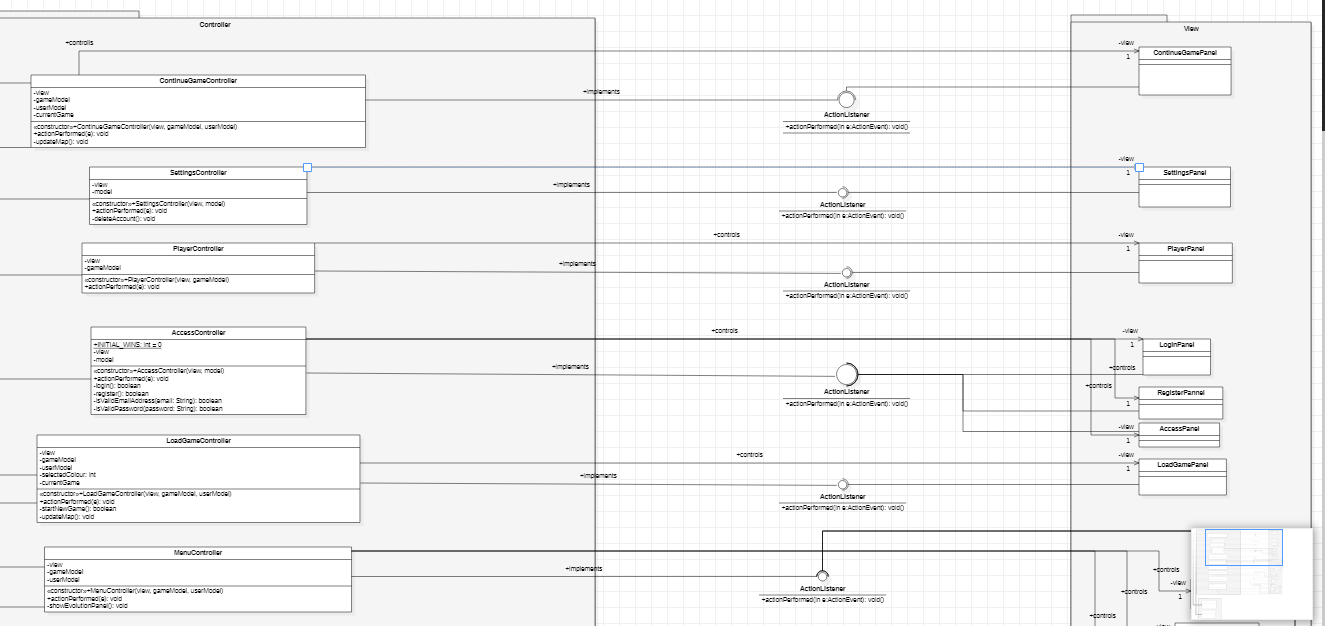 Controller
View
+controls
-view
1
ContinueGamePanel
ContinueGameController
-view
-gameModel
-userModel
-currentGame
«constructor»+ContinueGameController(view, gameModel, userModel)
+actionPerformed(e): void
-updateMap(): void
+implements
ActionListener
+actionPerformed(in e:ActionEvent): void()
-view
1
SettingsPanel
SettingsController
-view
-model
«constructor»+SettingsController(view, model)
+actionPerformed(e): void
-deleteAccount(): void
+implements
ActionListener
+actionPerformed(in e:ActionEvent): void()
+controls
-view
1
PlayerPanel
PlayerController
-view
-gameModel
«constructor»+PlayerController(view, gameModel)
+actionPerformed(e): void
+implements
ActionListener
+actionPerformed(in e:ActionEvent): void()
+controls
-view
1
LoginPanel
AccessController
+INITIAL_WINS: int = 0
-view
-model
«constructor»+AccessController(view, model)
+actionPerformed(e): void
-login(): boolean
-register(): boolean
-isValidEmailAddress(email: String): boolean
-isValidPassword(password: String): boolean
+implements
ActionListener
+actionPerformed(in e:ActionEvent): void()
+controls
+controls
RegisterPannel
1
-view
1
AccessPanel
LoadGameController
-view
-gameModel
-userModel
-selectedColour: int
-currentGame
«constructor»+LoadGameController(view, gameModel, userModel)
+actionPerformed(e): void
-startNewGame(): boolean
-updateMap(): void
+controls
-view
1
LoadGamePanel
+implements
ActionListener
+actionPerformed(in e:ActionEvent): void()
MenuController
-view
-gameModel
-userModel
«constructor»+MenuController(view, gameModel, userModel)
+actionPerformed(e): void
-showEvolutionPanel(): void
+implements
ActionListener
+actionPerformed(in e:ActionEvent): void()
+controls
-view
1
+controls
+controls